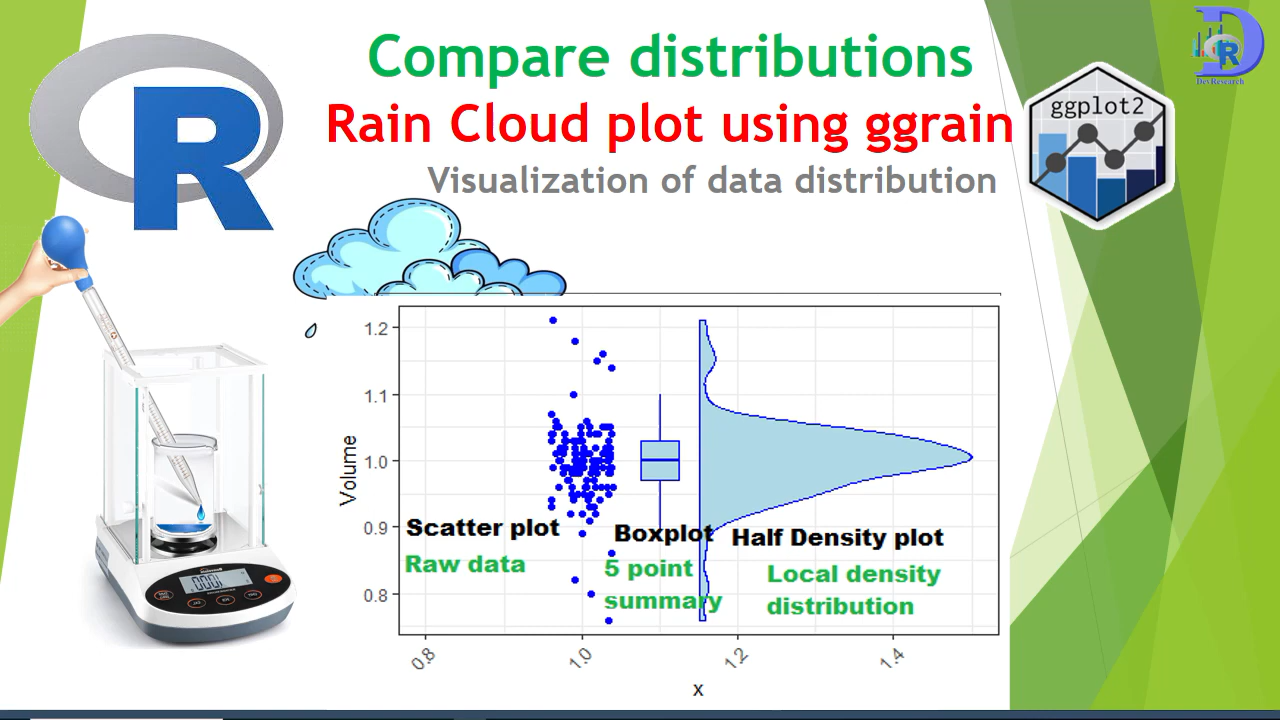 Compare distributions
Rain Cloud plot using ggrain
Visualization of data distribution
R
ggplot2
D
R
DevResearch
1.2
1.1
1.0
0.9
0.8
Volume
Scatter plot
Raw data
Boxplot
5 point
summary
Half Density plot
Local density
distribution
0.8
1.0
1.2
1.4
x